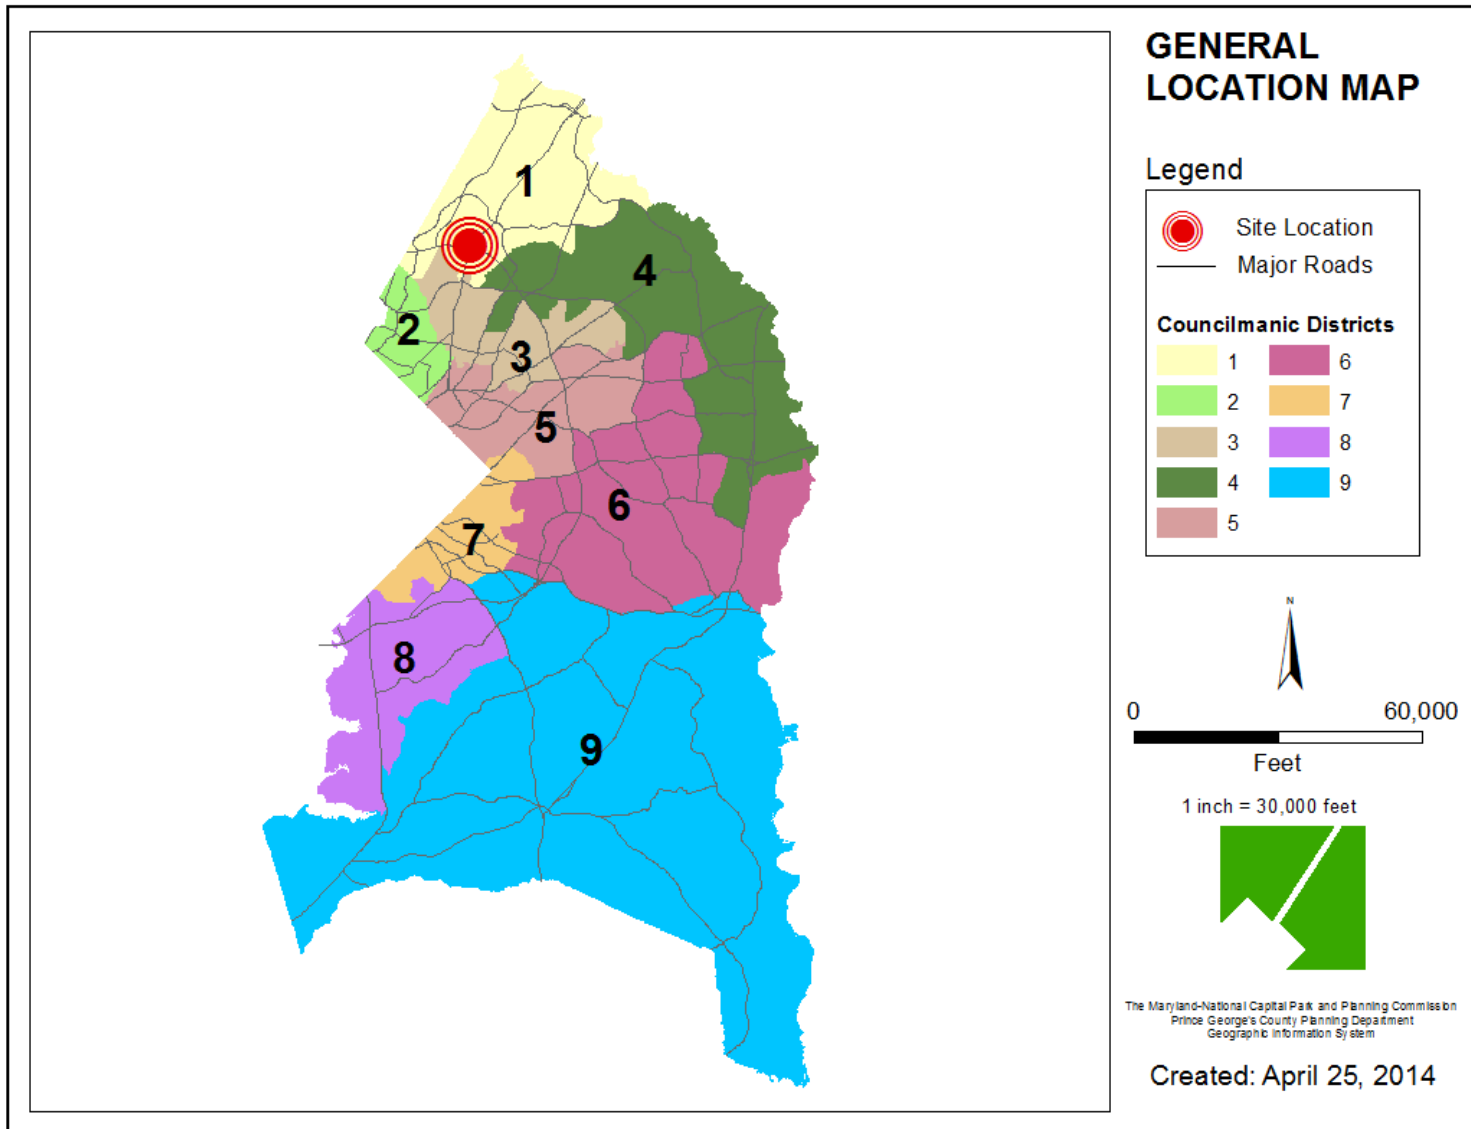 GENERAL
LOCATION MAP
Legend
Site Location
Major Roads
Councilmanic Districts
1 6
2 7
3 8
4 9
5
1
2
3
4
5
6
7
8
9
N
0 60,000
Feet
1 inch = 30,000 feet
The Maryland-National Capital Park and Planning Commission
Prince George's County Planning Department
Geographic Information System
Created: April 25, 2014